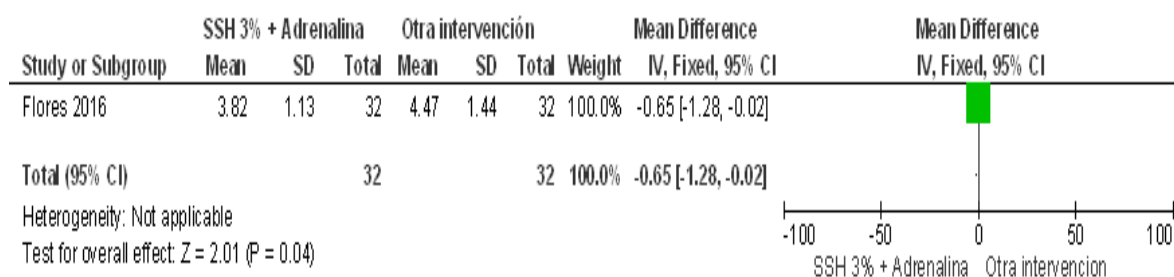 SSH 3% + Adrenalina Otra intervención Mean Difference Mean Difference
Study or Subgroup Mean SD Total Mean SD Total Weight IV, Fixed, 95% CI IV, Fixed, 95% CI
Flores 2016 3.82 1.13 32 4.47 1.44 32 100.0% -0.65 [-1.28, -0.02]
Total (95% CI) 32 32 100.0% -0.65 [-1.28, -0.02]
Heterogeneity: Not applicable
Test for overall effect: Z = 2.01 (P = 0.04)
-100 -50 0 50 100
SSH 3% + Adrenalina Otra intervencion